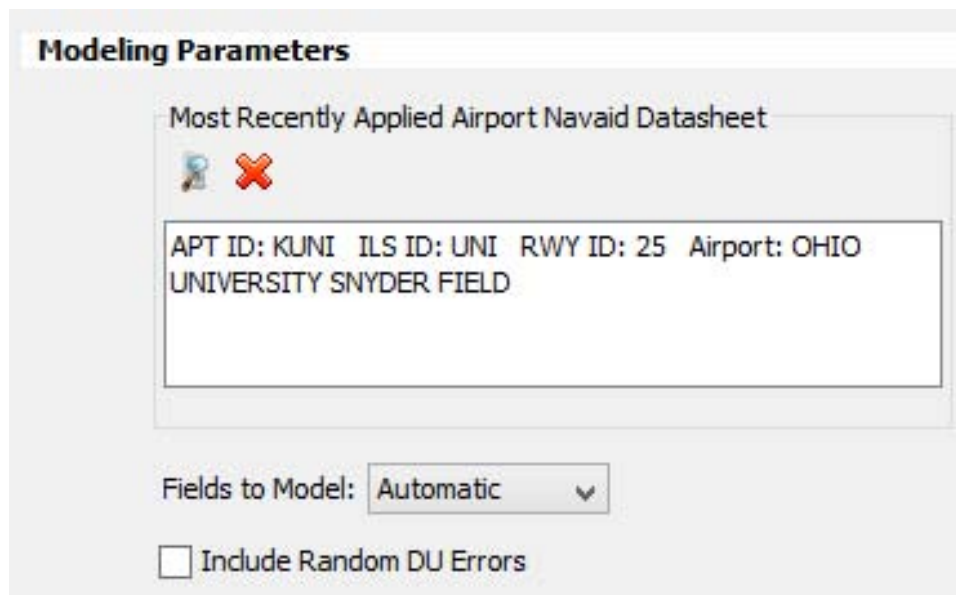 Modeling Parameters
Most Recently Applied Airport Navaid Datasheet
APT ID: KUNI   ILS ID: UNI   RWY ID: 25   Airport: OHIO
UNIVERSITY SNYDER FIELD
Fields to Model: Automatic
Include Random DU Errors